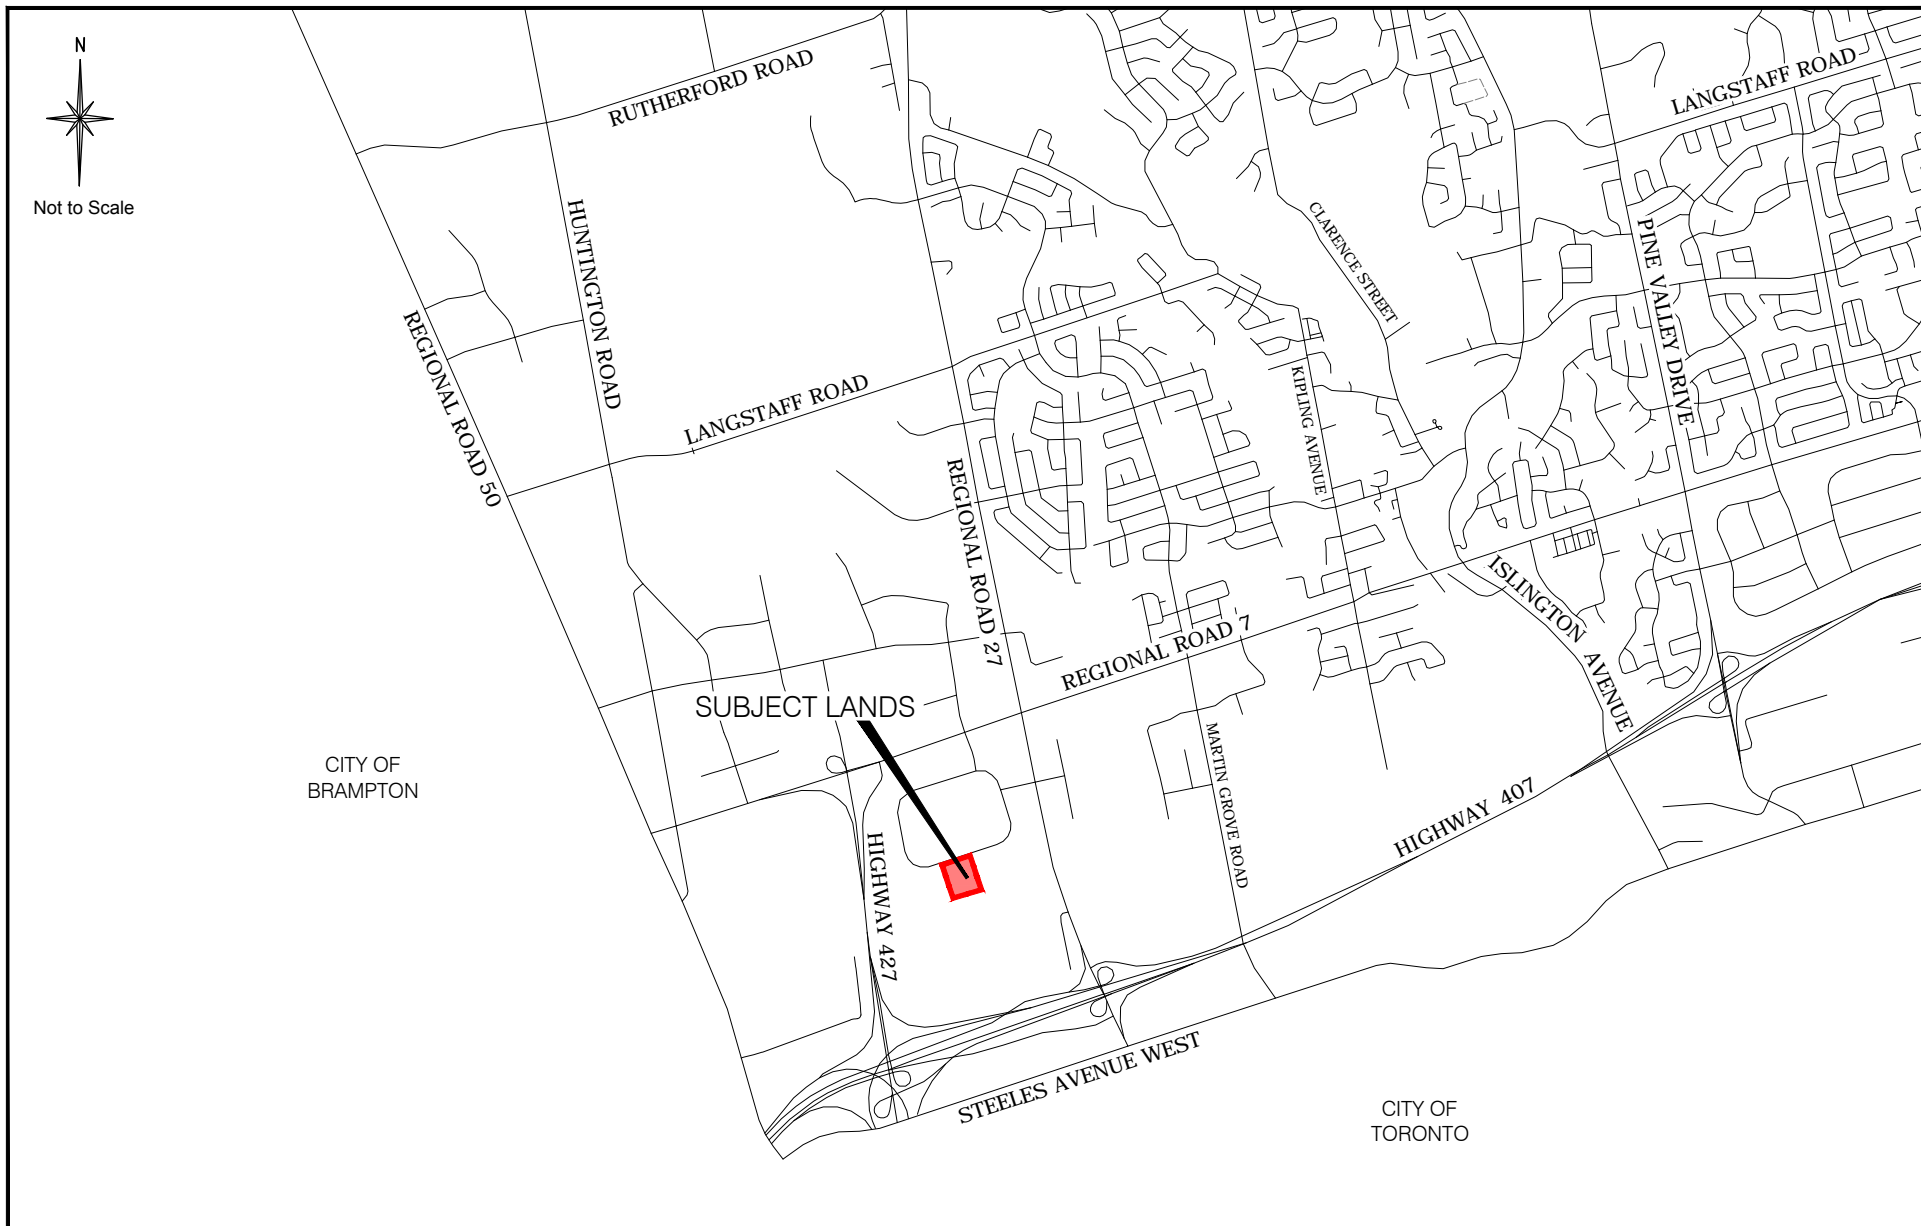 N
Not to Scale
RUTHERFORD ROAD
LANGSTAFF ROAD
HUNTINGTON ROAD
CLARENCE STREET
PINE VALLEY DRIVE
REGIONAL ROAD 50
LANGSTAFF ROAD
KIPLING AVENUE
REGIONAL ROAD 27
ISLINGTON AVENUE
REGIONAL ROAD 7
SUBJECT LANDS
MARTIN GROVE ROAD
CITY OF
BRAMPTON
HIGHWAY 407
HIGHWAY 427
STEELES AVENUE WEST
CITY OF
TORONTO